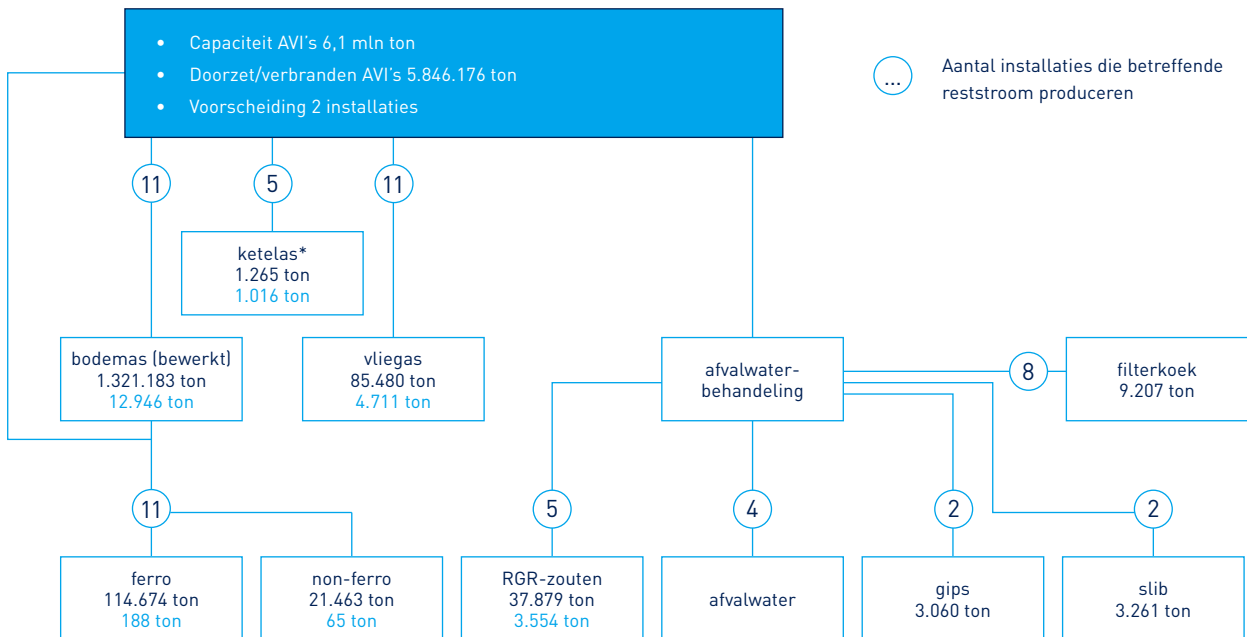 • Capaciteit AVI's 6,1 mln ton
• Doorzet/verbranden AVI's 5.846.176 ton
• Voorscheiding 2 installaties
...
Aantal installaties die betreffende
reststroom produceren
11
5
11
ketelas*
1.265 ton
1.016 ton
bodemas (bewerkt)
1.321.183 ton
12.946 ton
vliegas
85.480 ton
4.711 ton
afvalwater-
behandeling
8
filterkoek
9.207 ton
11
5
4
2
2
ferro
114.674 ton
188 ton
non-ferro
21.463 ton
65 ton
RGR-zouten
37.879 ton
3.554 ton
afvalwater
gips
3.060 ton
slib
3.261 ton